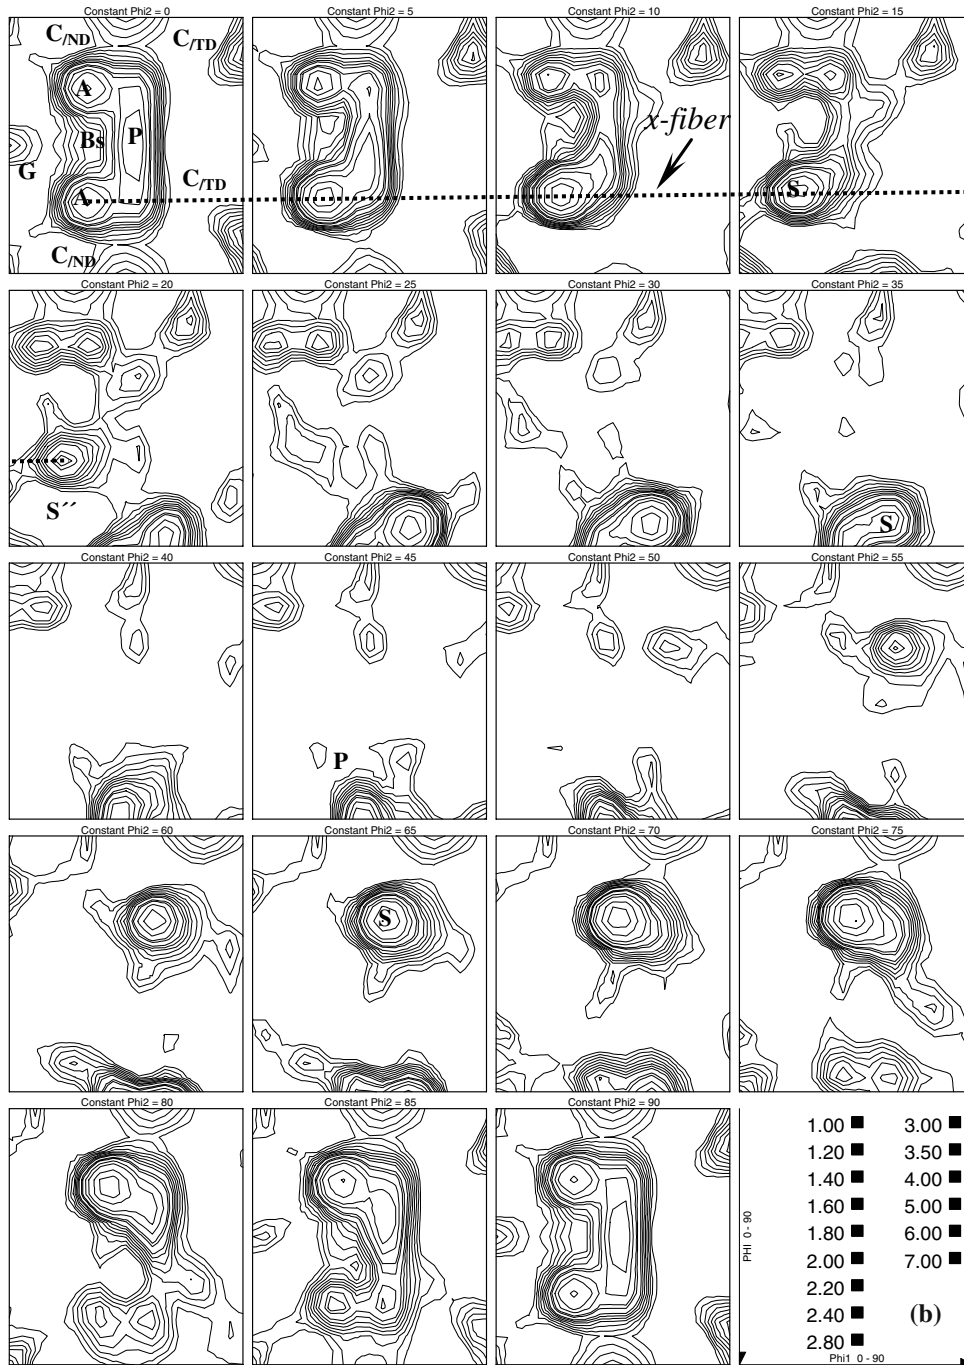 Constant Phi2 = 0
Constant Phi2 = 5
Constant Phi2 = 10
Constant Phi2 = 15
C/ND
C/TD
A
Bs
P
x-fiber
G
C/TD
A
S
C/ND
Constant Phi2 = 20
Constant Phi2 = 25
Constant Phi2 = 30
Constant Phi2 = 35
S´´
S
Constant Phi2 = 40
Constant Phi2 = 45
Constant Phi2 = 50
Constant Phi2 = 55
P
Constant Phi2 = 60
Constant Phi2 = 65
Constant Phi2 = 70
Constant Phi2 = 75
S
Constant Phi2 = 80
Constant Phi2 = 85
Constant Phi2 = 90
1.00 3.00
1.20 3.50
1.40 4.00
1.60 5.00
1.80 6.00
2.00 7.00
2.20
2.40 (b)
2.80
PHI 0 - 90
Phi1 0 - 90